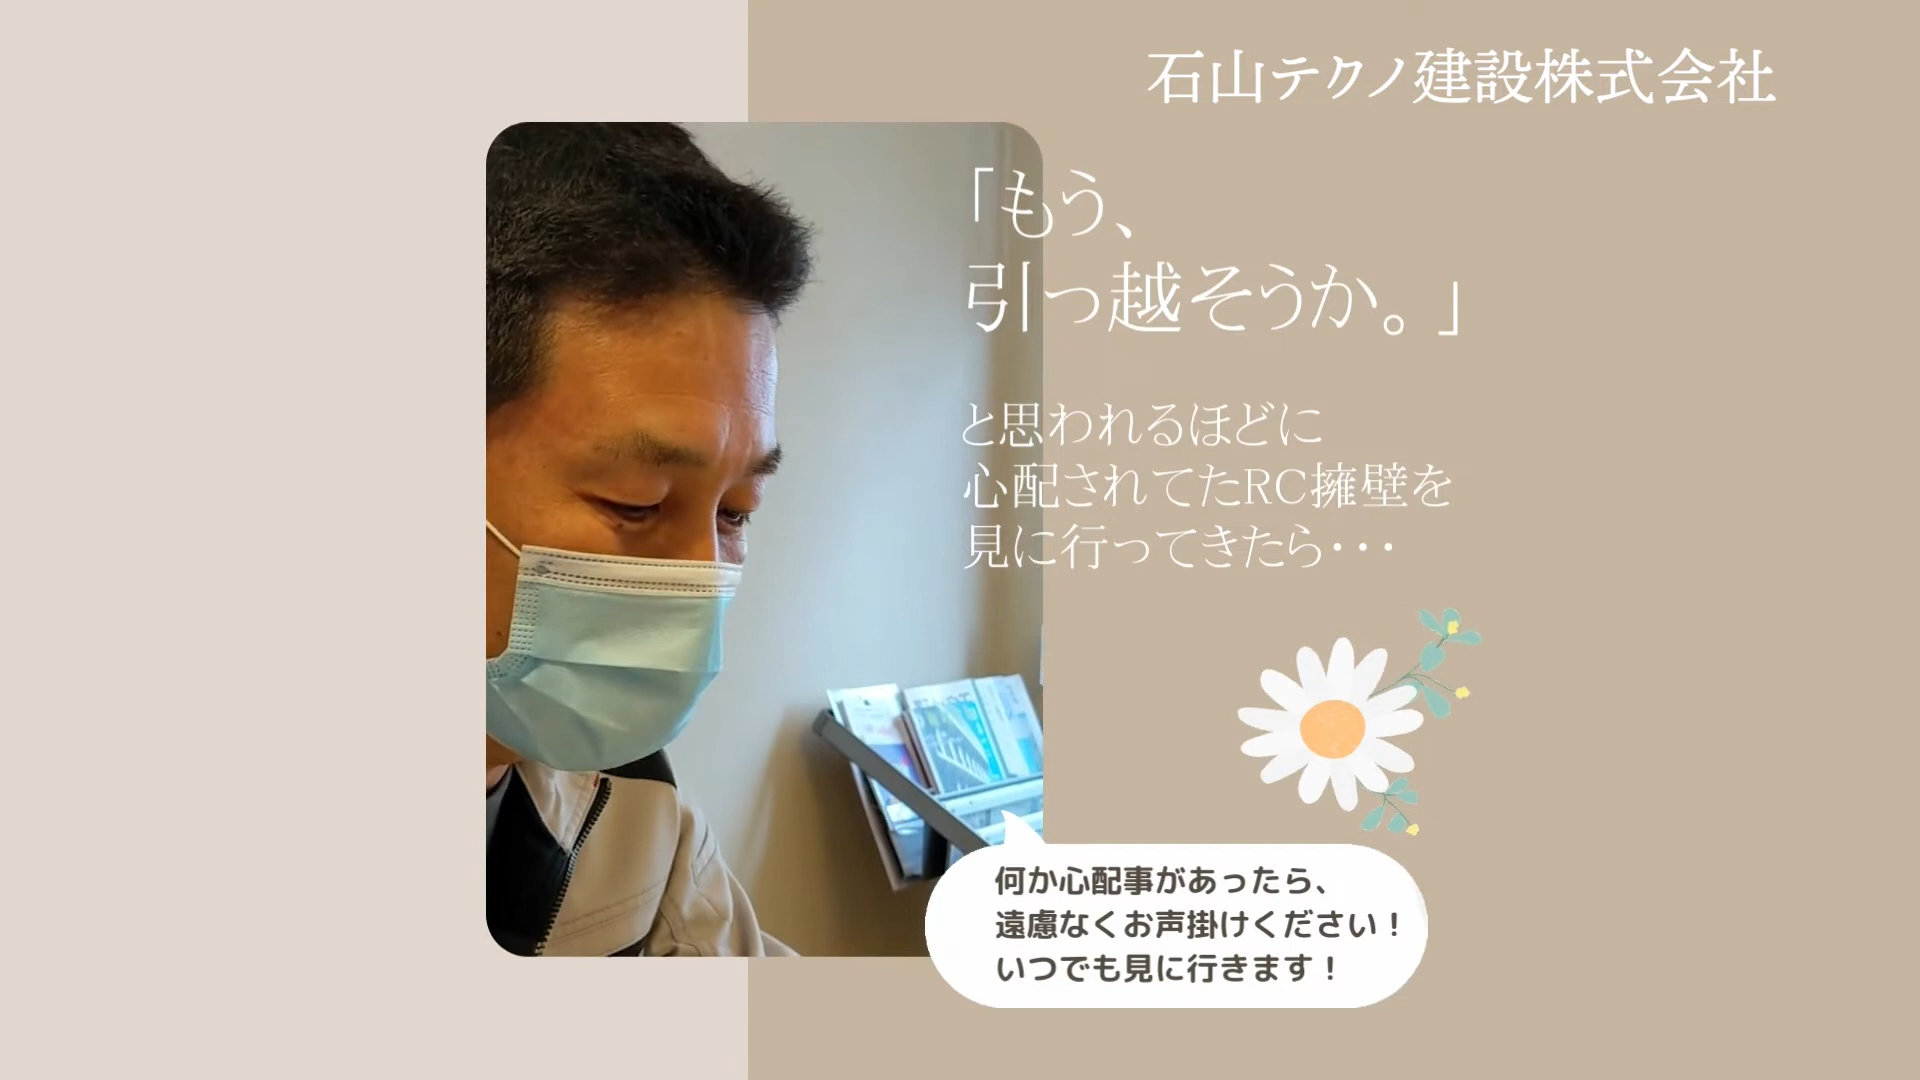 石山テクノ建設株式会社
「もう、
引っ越そうか。」
と思われるほどに
心配されてたRC擁壁を
見に行ってきたら・・・
何か心配事があったら、
遠慮なくお声掛けください！
いつでも見に行きます！